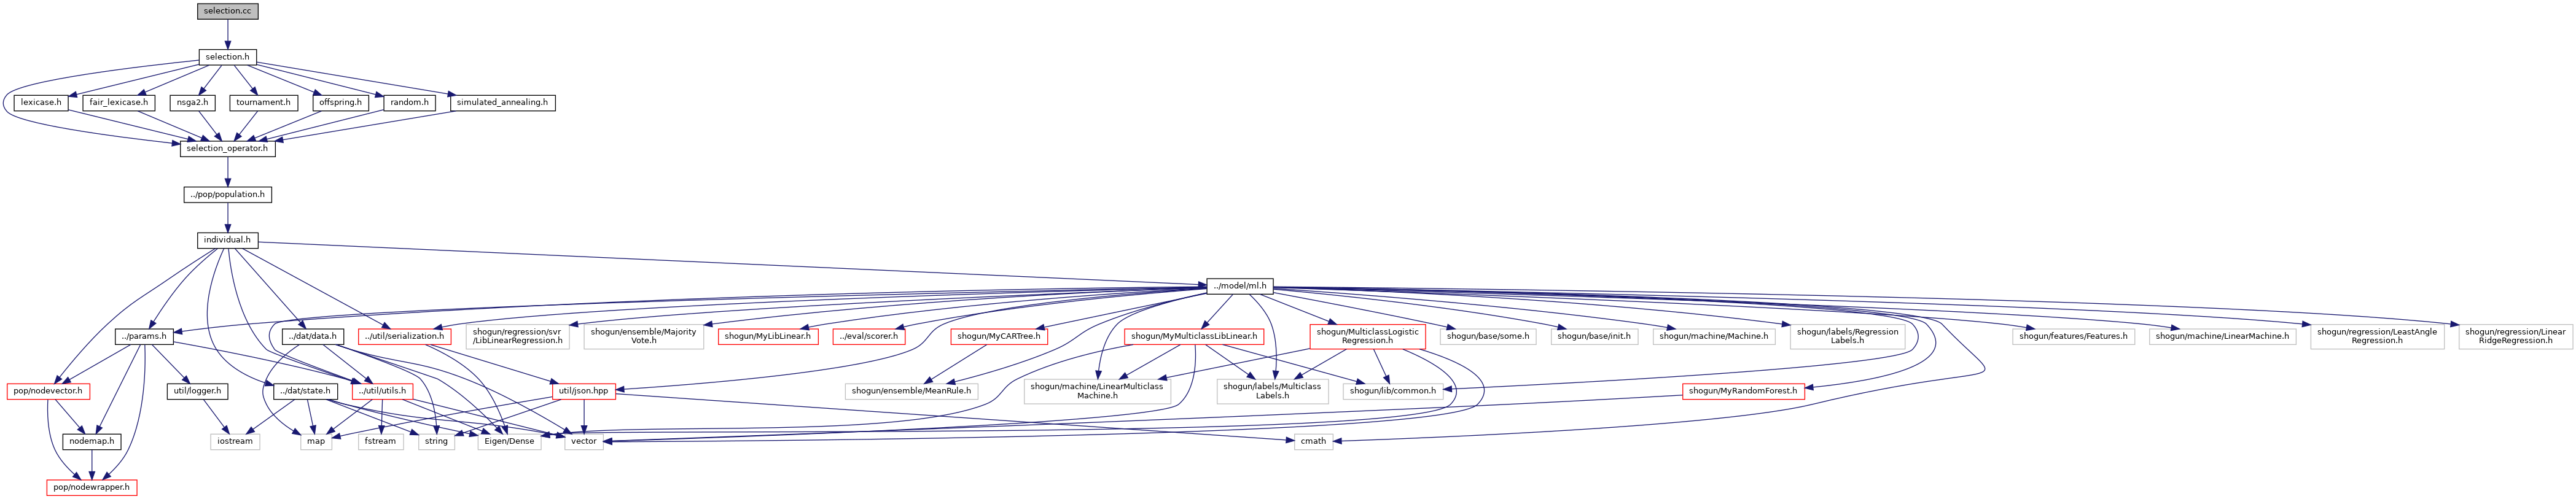 selection.cc
selection.h
lexicase.h
fair_lexicase.h
nsga2.h
tournament.h
offspring.h
random.h
simulated_annealing.h
selection_operator.h
../pop/population.h
individual.h
../model/ml.h
../params.h
../dat/data.h
../util/serialization.h
shogun/regression/svr
/LibLinearRegression.h
shogun/ensemble/Majority
Vote.h
shogun/MyLibLinear.h
../eval/scorer.h
shogun/MyCARTree.h
shogun/MyMulticlassLibLinear.h
shogun/MulticlassLogistic
Regression.h
shogun/base/some.h
shogun/base/init.h
shogun/machine/Machine.h
shogun/labels/Regression
Labels.h
shogun/features/Features.h
shogun/machine/LinearMachine.h
shogun/regression/LeastAngle
Regression.h
shogun/regression/Linear
RidgeRegression.h
pop/nodevector.h
util/logger.h
../dat/state.h
../util/utils.h
util/json.hpp
shogun/ensemble/MeanRule.h
shogun/machine/LinearMulticlass
Machine.h
shogun/labels/Multiclass
Labels.h
shogun/lib/common.h
shogun/MyRandomForest.h
nodemap.h
iostream
map
fstream
string
Eigen/Dense
vector
cmath
pop/nodewrapper.h